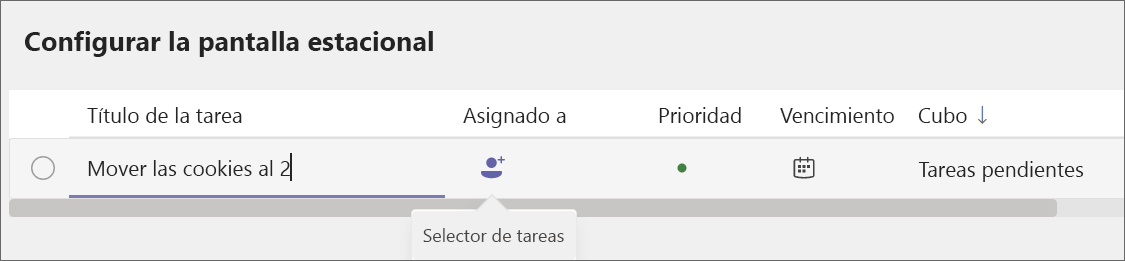 Configurar la pantalla estacional
Título de la tarea Asignado a Prioridad Vencimiento Cubo ↓
Mover las cookies al 2 Tareas pendientes
Selector de tareas